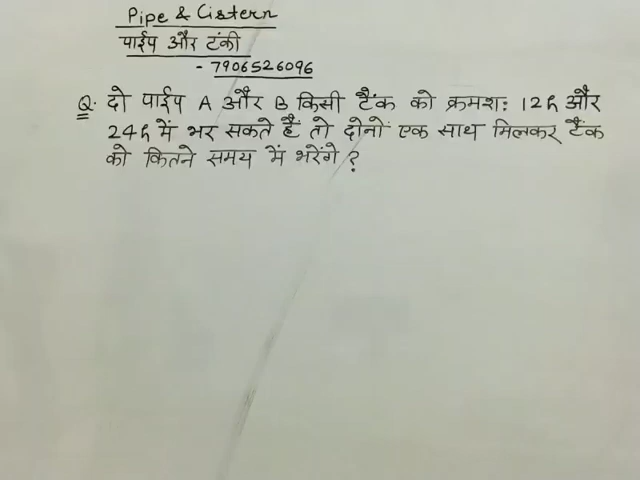 Pipe & Cistern
पाईप और टंकी
- 7906526096
Q. दो पाईप A और B किसी टैंक को क्रमश: 12h और
24h में भर सकते हैं तो दोनों एक साथ मिलकर टैंक
को कितने समय में भरेंगे ?